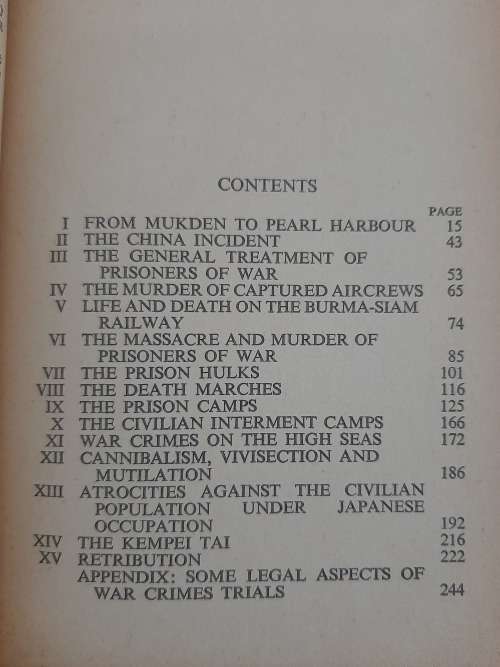 CONTENTS
PAGE
I FROM MUKDEN TO PEARL HARBOUR 15
II THE CHINA INCIDENT 43
III THE GENERAL TREATMENT OF
PRISONERS OF WAR 53
IV THE MURDER OF CAPTURED AIRCREWS 65
V LIFE AND DEATH ON THE BURMA-SIAM
RAILWAY 74
VI THE MASSACRE AND MURDER OF
PRISONERS OF WAR 85
VII THE PRISON HULKS 101
VIII THE DEATH MARCHES 116
IX THE PRISON CAMPS 125
X THE CIVILIAN INTERMENT CAMPS 166
XI WAR CRIMES ON THE HIGH SEAS 172
XII CANNIBALISM, VIVISECTION AND
MUTILATION 186
XIII ATROCITIES AGAINST THE CIVILIAN
POPULATION UNDER JAPANESE
OCCUPATION 192
XIV THE KEMPEI TAI 216
XV RETRIBUTION 222
APPENDIX: SOME LEGAL ASPECTS OF
WAR CRIMES TRIALS 244